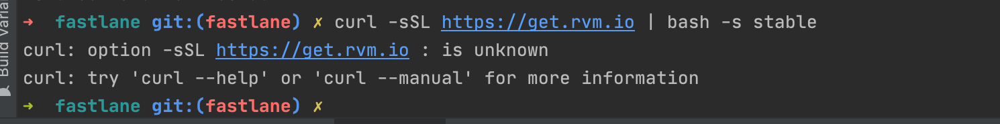 ➜ fastlane git:(fastlane) ✗ curl -sSL https://get.rvm.io | bash -s stable
curl: option -sSL https://get.rvm.io : is unknown
curl: try 'curl --help' or 'curl --manual' for more information
➜ fastlane git:(fastlane) ✗
Build Varia